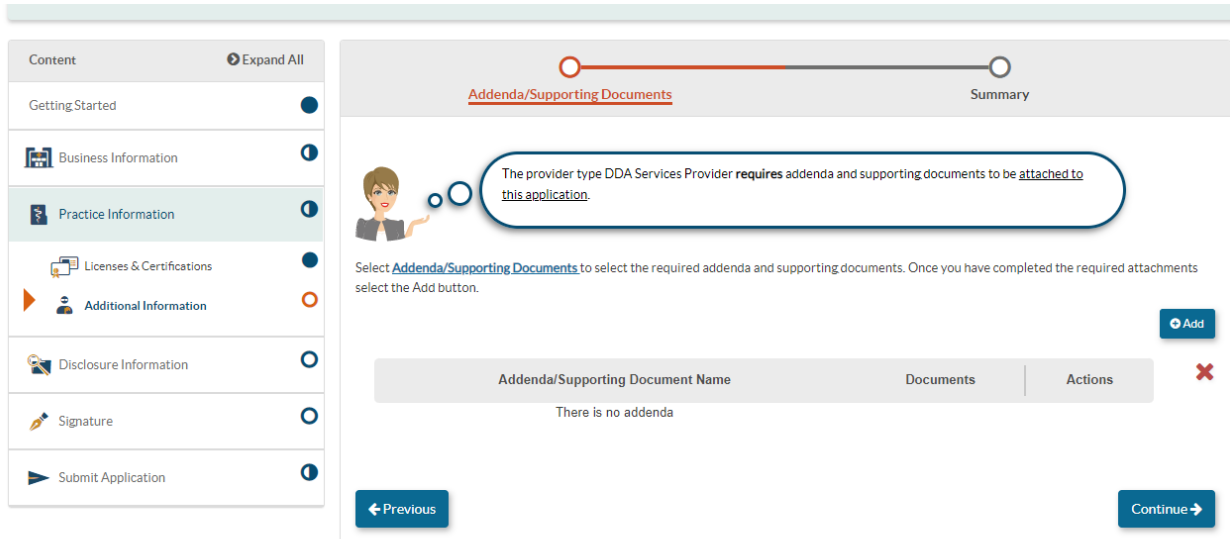 Content
Expand All
Getting Started
Business Information
Practice Information
Licenses & Certifications
Additional Information
Disclosure Information
Signature
Submit Application
Addenda/Supporting Documents
Summary
The provider type DDA Services Provider requires addenda and supporting documents to be attached to
this application.
Select Addenda/Supporting Documents to select the required addenda and supporting documents. Once you have completed the required attachments
select the Add button.
Add
Addenda/Supporting Document Name
Documents
Actions
There is no addenda
Previous
Continue